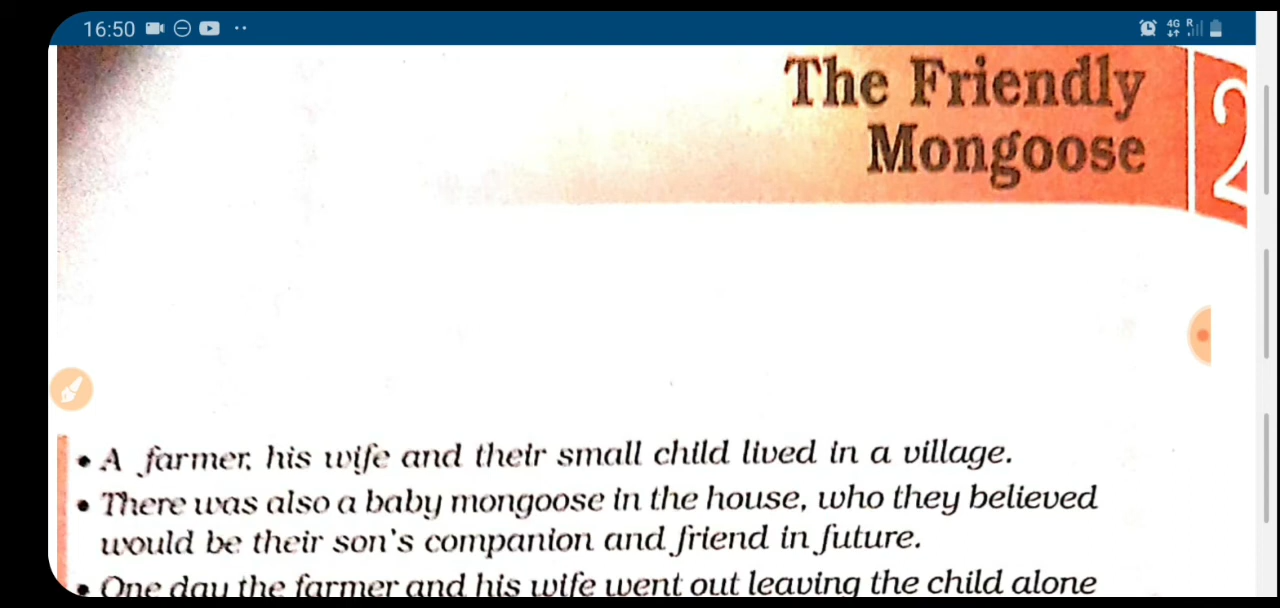 16:50
4G R
The Friendly
Mongoose
2
• A farmer, his wife and their small child lived in a village.
• There was also a baby mongoose in the house, who they believed
would be their son's companion and friend in future.
• One day the farmer and his wife went out leaving the child alone